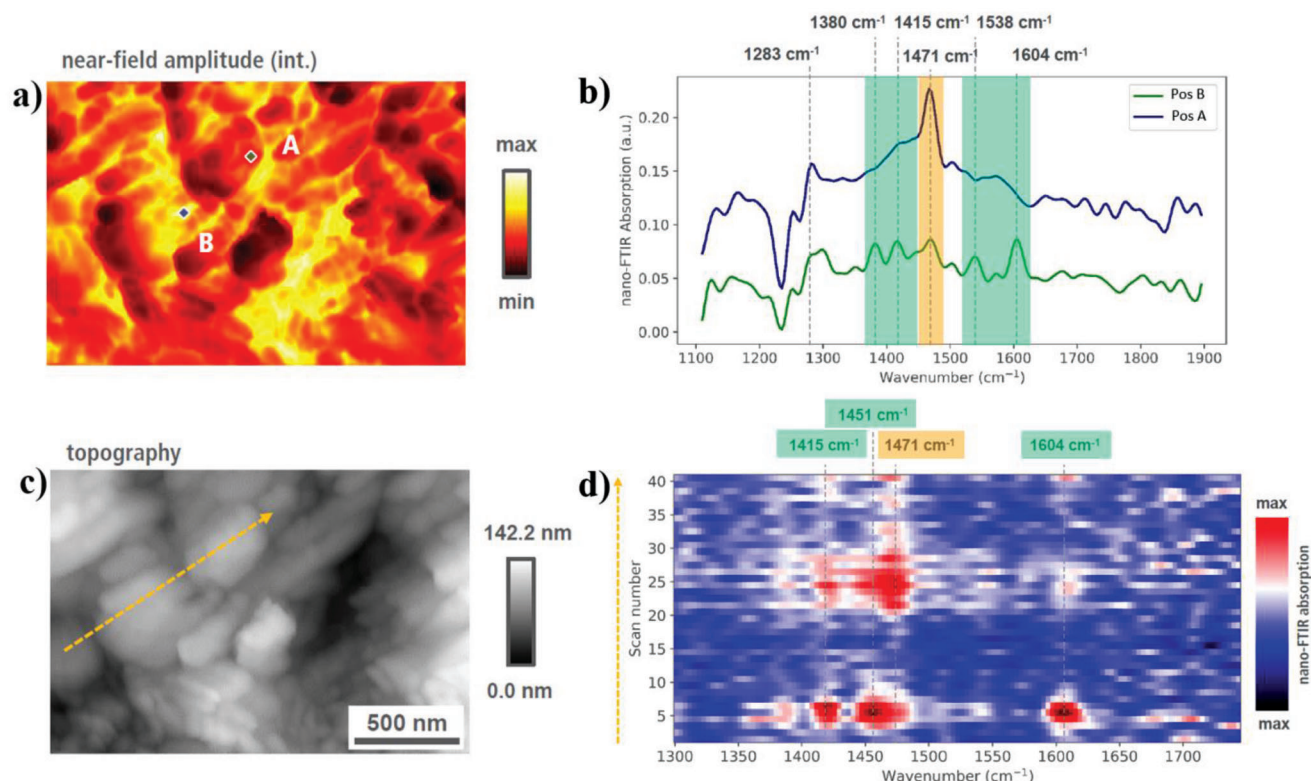 near-field amplitude (int.)
a)
A
B
max
min
b)
1380 cm⁻¹ 1415 cm⁻¹ 1538 cm⁻¹
1283 cm⁻¹ 1471 cm⁻¹ 1604 cm⁻¹
Pos B
Pos A
nano-FTIR Absorption (a.u.)
0.20
0.15
0.10
0.05
0.00
1100 1200 1300 1400 1500 1600 1700 1800 1900
Wavenumber (cm⁻¹)
topography
c)
142.2 nm
0.0 nm
500 nm
d)
1451 cm⁻¹
1415 cm⁻¹ 1471 cm⁻¹ 1604 cm⁻¹
Scan number
40
35
30
25
20
15
10
5
1300 1400 1450 1500 1550 1600 1650 1700
Wavenumber (cm⁻¹)
max
nano-FTIR absorption
max